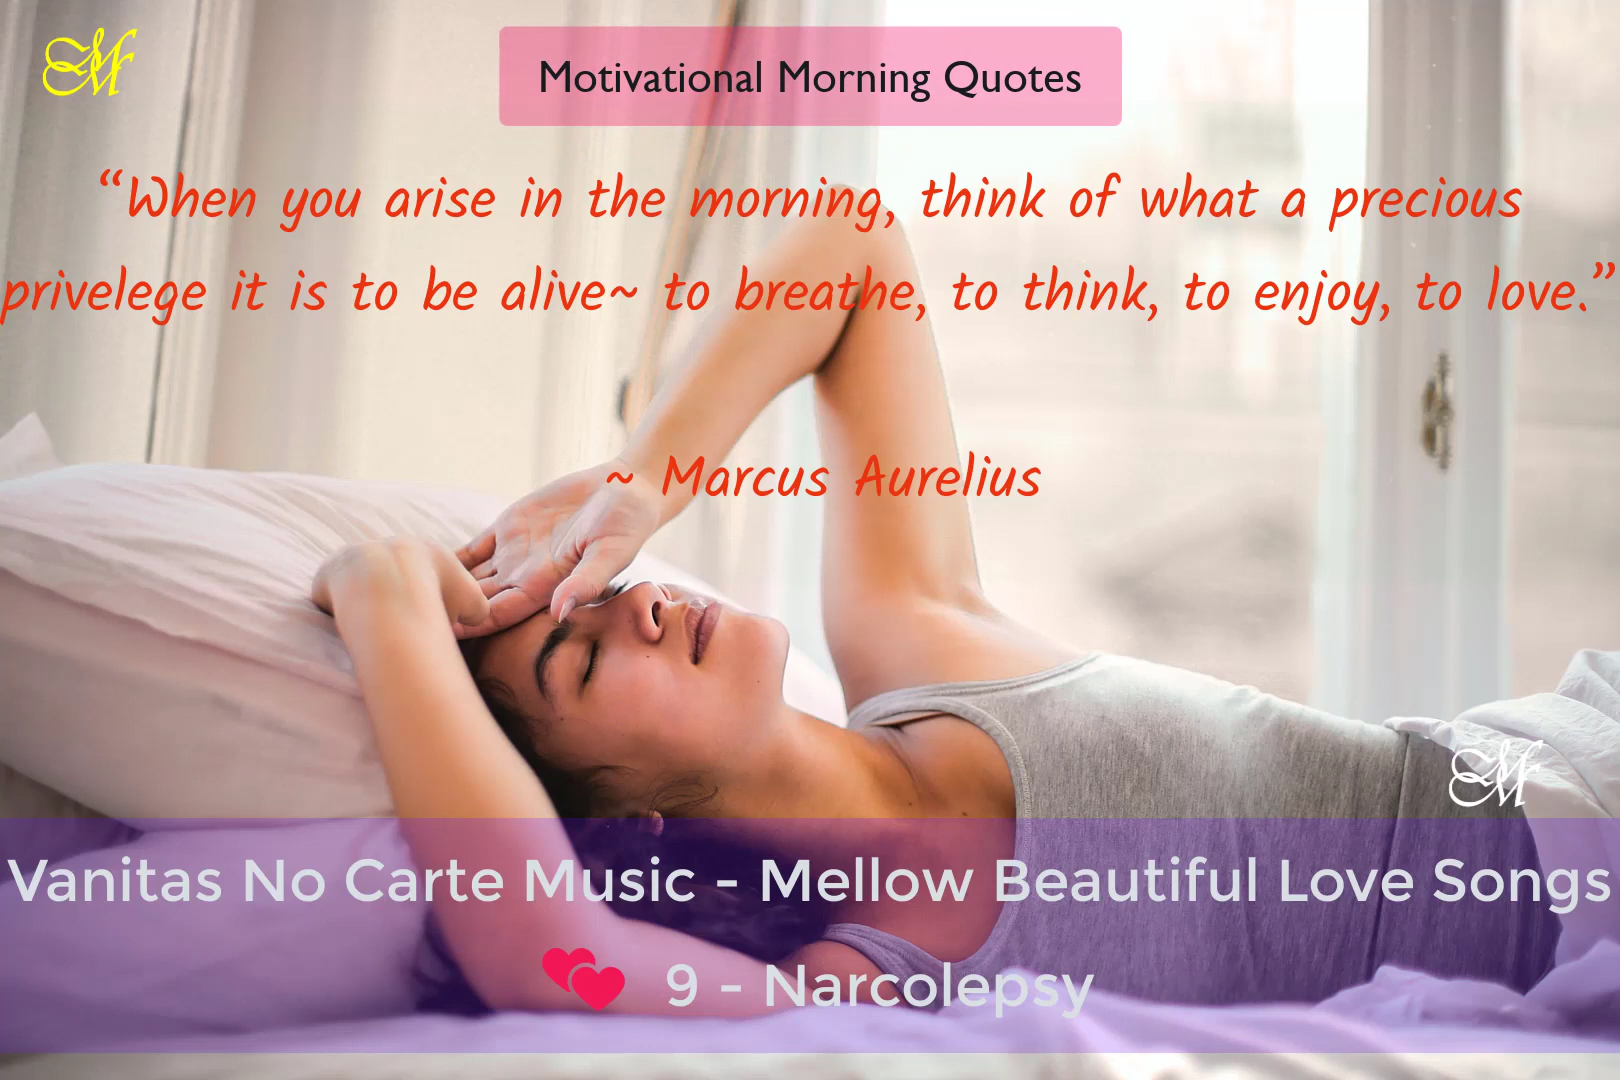 Motivational Morning Quotes
“When you arise in the morning, think of what a precious
privelege it is to be alive~ to breathe, to think, to enjoy, to love.”
~ Marcus Aurelius
Vanitas No Carte Music - Mellow Beautiful Love Songs
9 - Narcolepsy